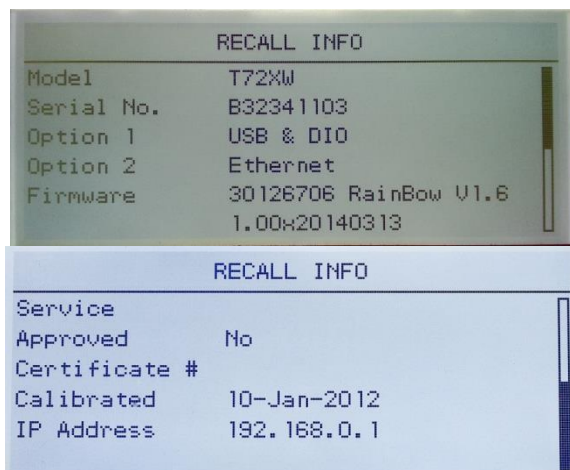 RECALL INFO
Model T72XW
Serial No. B32341103
Option 1 USB & DIO
Option 2 Ethernet
Firmware 30126706 RainBow V1.6
1.00x20140313
RECALL INFO
Service
Approved No
Certificate #
Calibrated 10-Jan-2012
IP Address 192.168.0.1